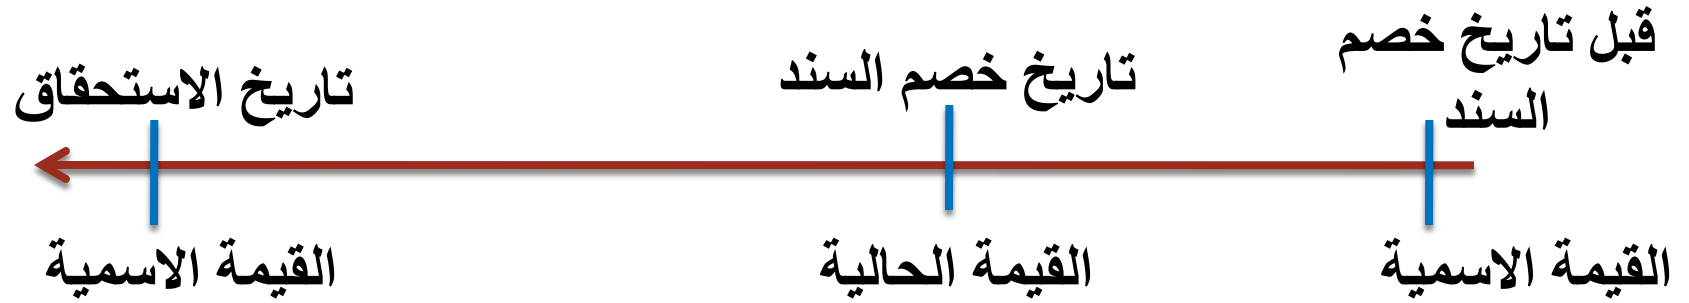 قبل تاريخ خصم
السند
تاريخ خصم السند
تاريخ الاستحقاق
القيمة الاسمية
القيمة الحالية
القيمة الاسمية